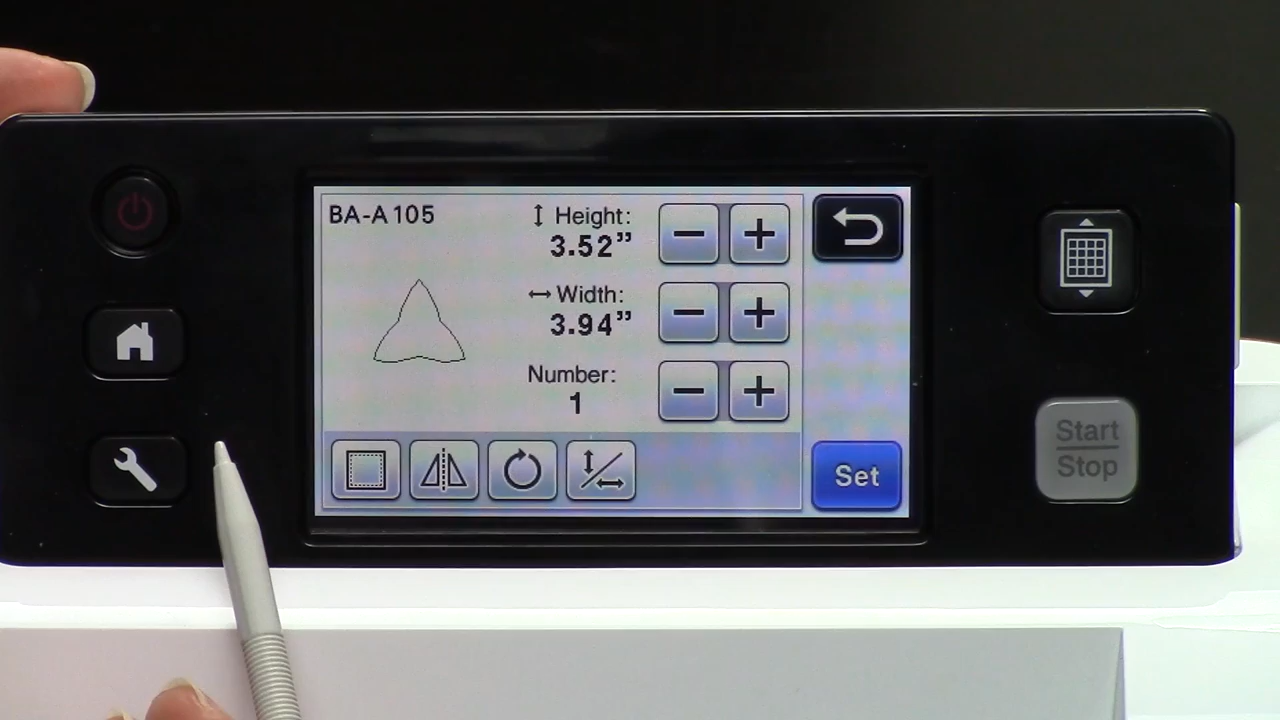 BA-A105
Height:
3.52”
Width:
3.94”
Number:
1
Set
Start
Stop